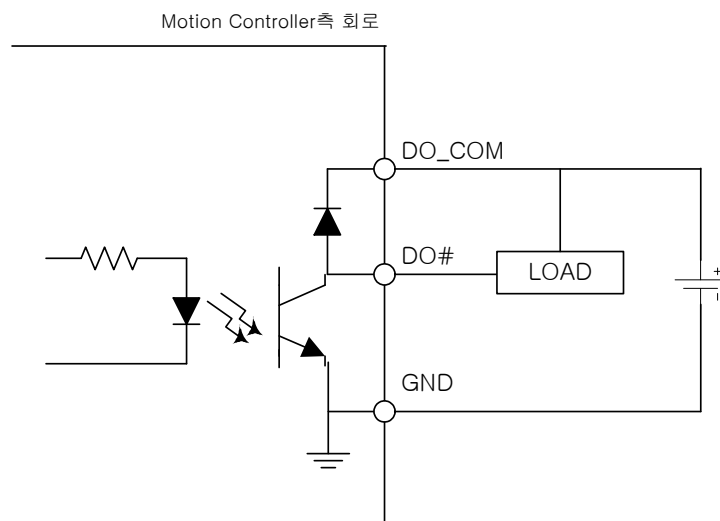 Motion Controller측 회로
DO_COM
DO#
LOAD
+
-
GND